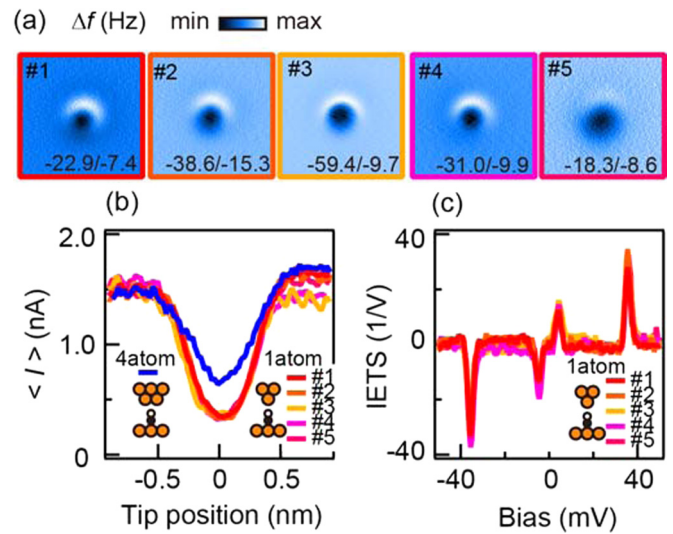 (a) Δf (Hz) min max
#1 #2 #3 #4 #5
-22.9/-7.4 -38.6/-15.3 -59.4/-9.7 -31.0/-9.9 -18.3/-8.6
(b)
2.0
1.0
0
< I > (nA)
4atom
1atom
#1
#2
#3
#4
#5
-0.5 0 0.5
Tip position (nm)
(c)
40
0
-40
IETS (1/V)
1atom
#1
#2
#3
#4
#5
-40 0 40
Bias (mV)